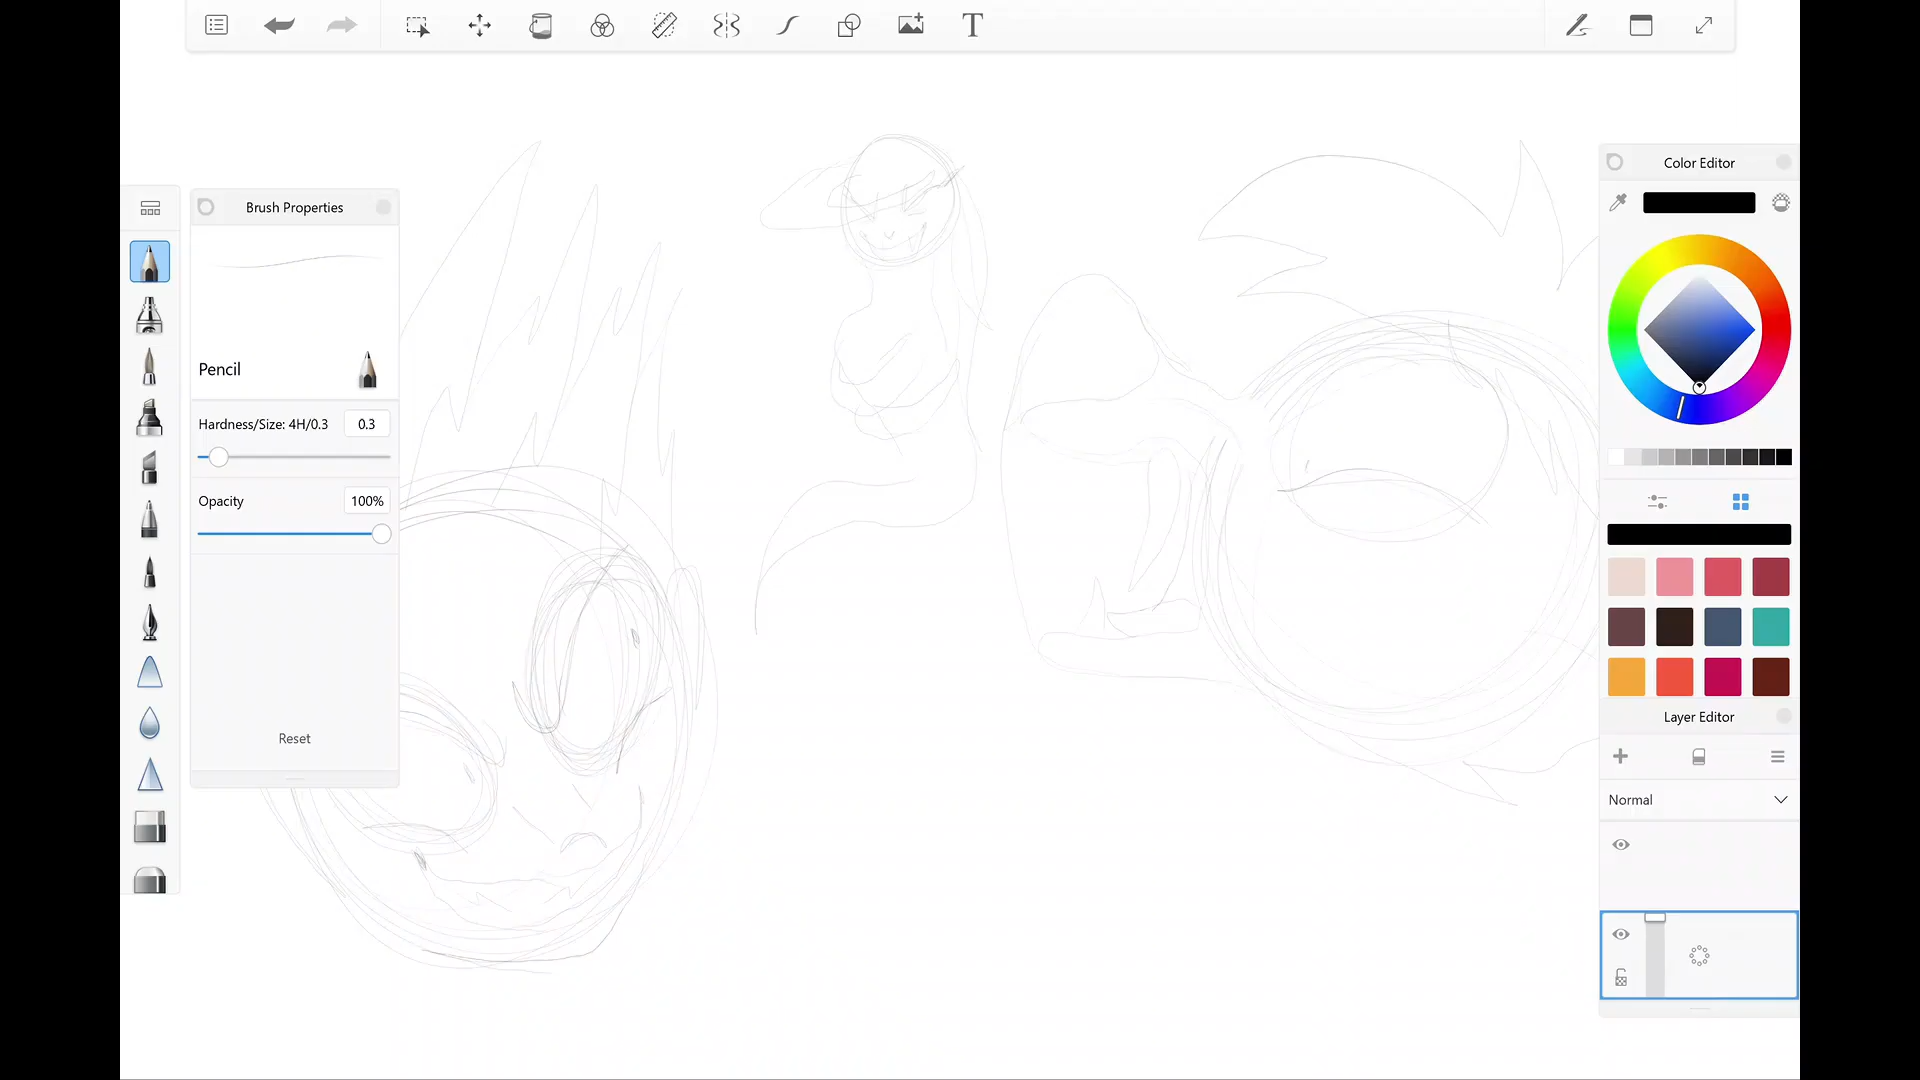 T
Color Editor
Brush Properties
Pencil
Hardness/Size: 4H/0.3 0.3
Opacity 100%
Reset
Layer Editor
Normal